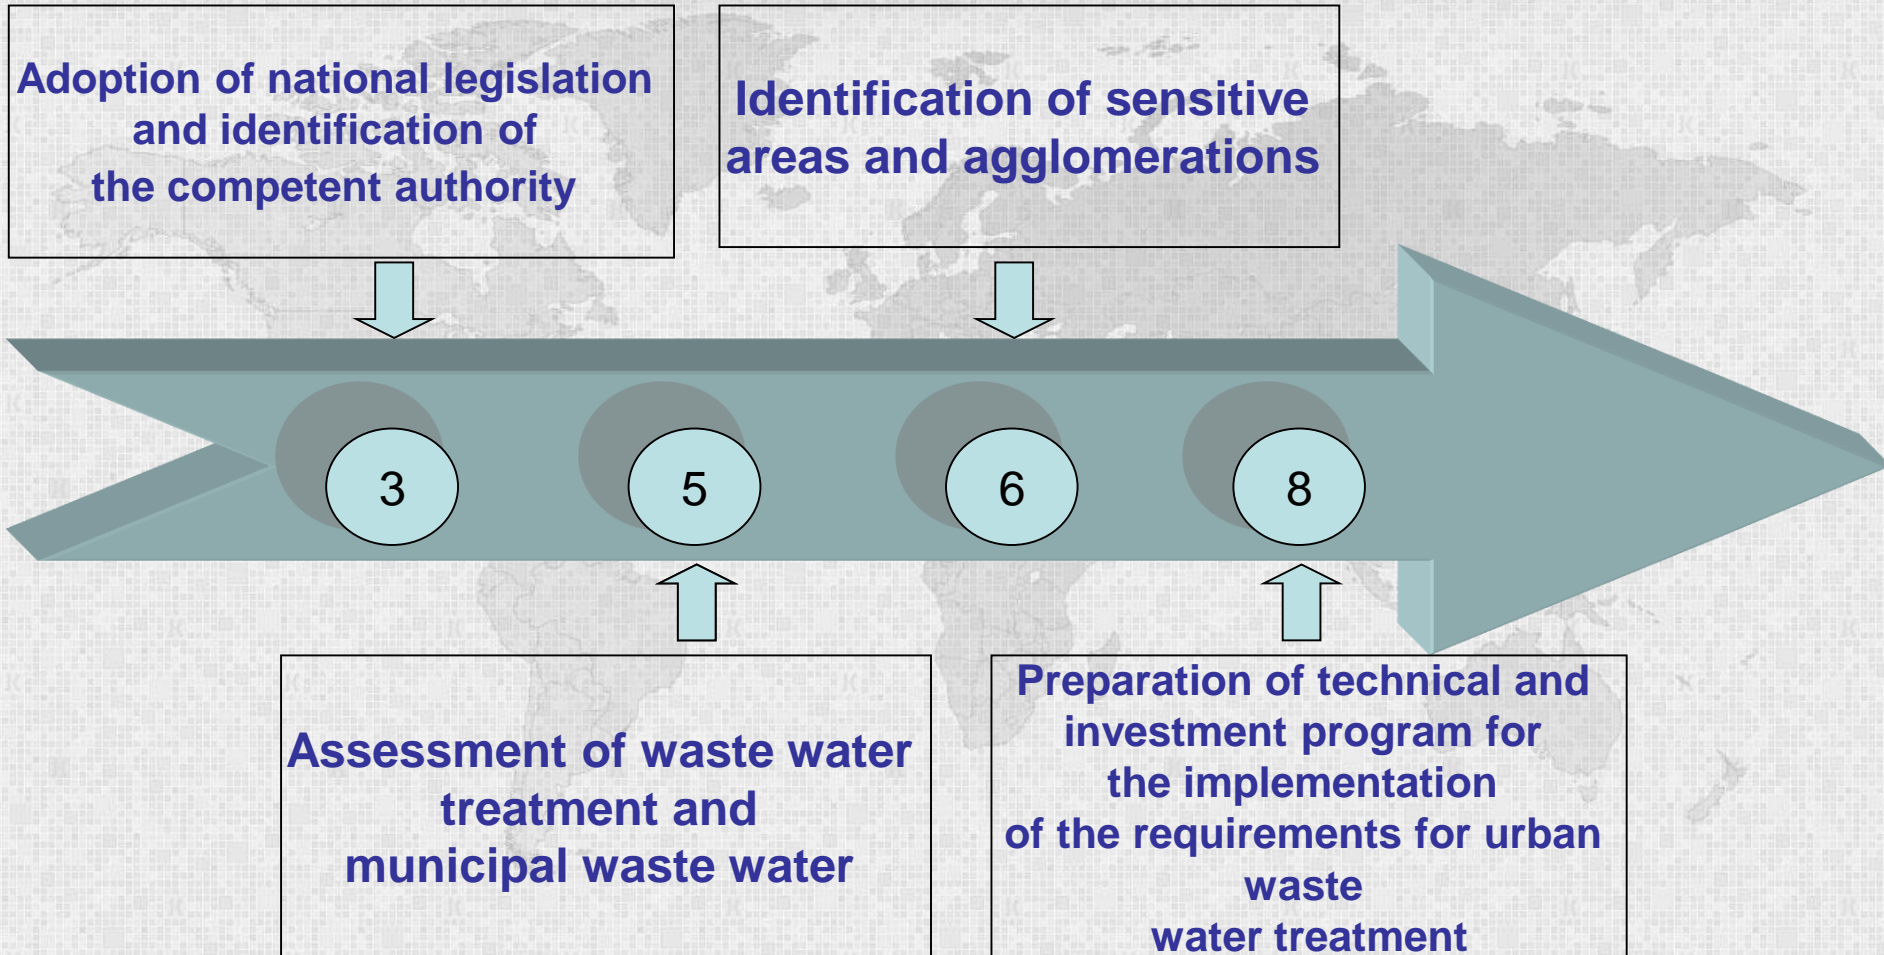 Adoption of national legislation
and identification of
the competent authority
Identification of sensitive
areas and agglomerations
3
5
6
8
Assessment of waste water
treatment and
municipal waste water
Preparation of technical and
investment program for
the implementation
of the requirements for urban
waste
water treatment